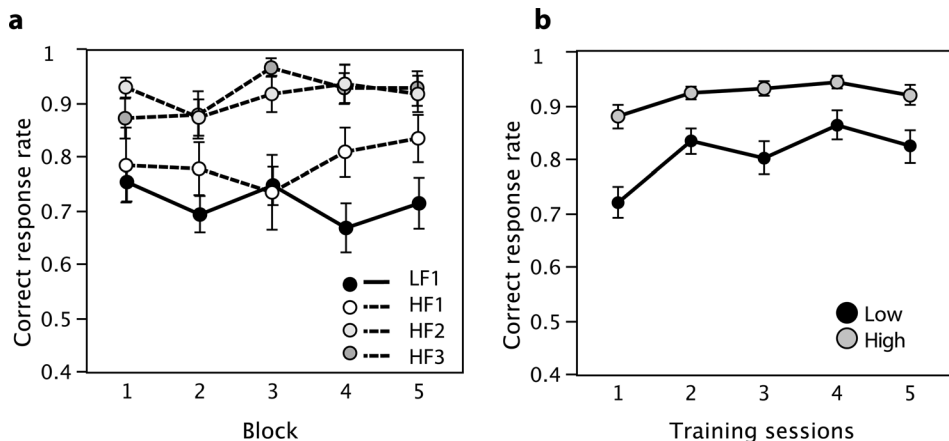 a
Correct response rate
1
0.9
0.8
0.7
0.6
0.5
0.4
1 2 3 4 5
Block
LF1
HF1
HF2
HF3
b
Correct response rate
1
0.9
0.8
0.7
0.6
0.5
0.4
1 2 3 4 5
Training sessions
Low
High